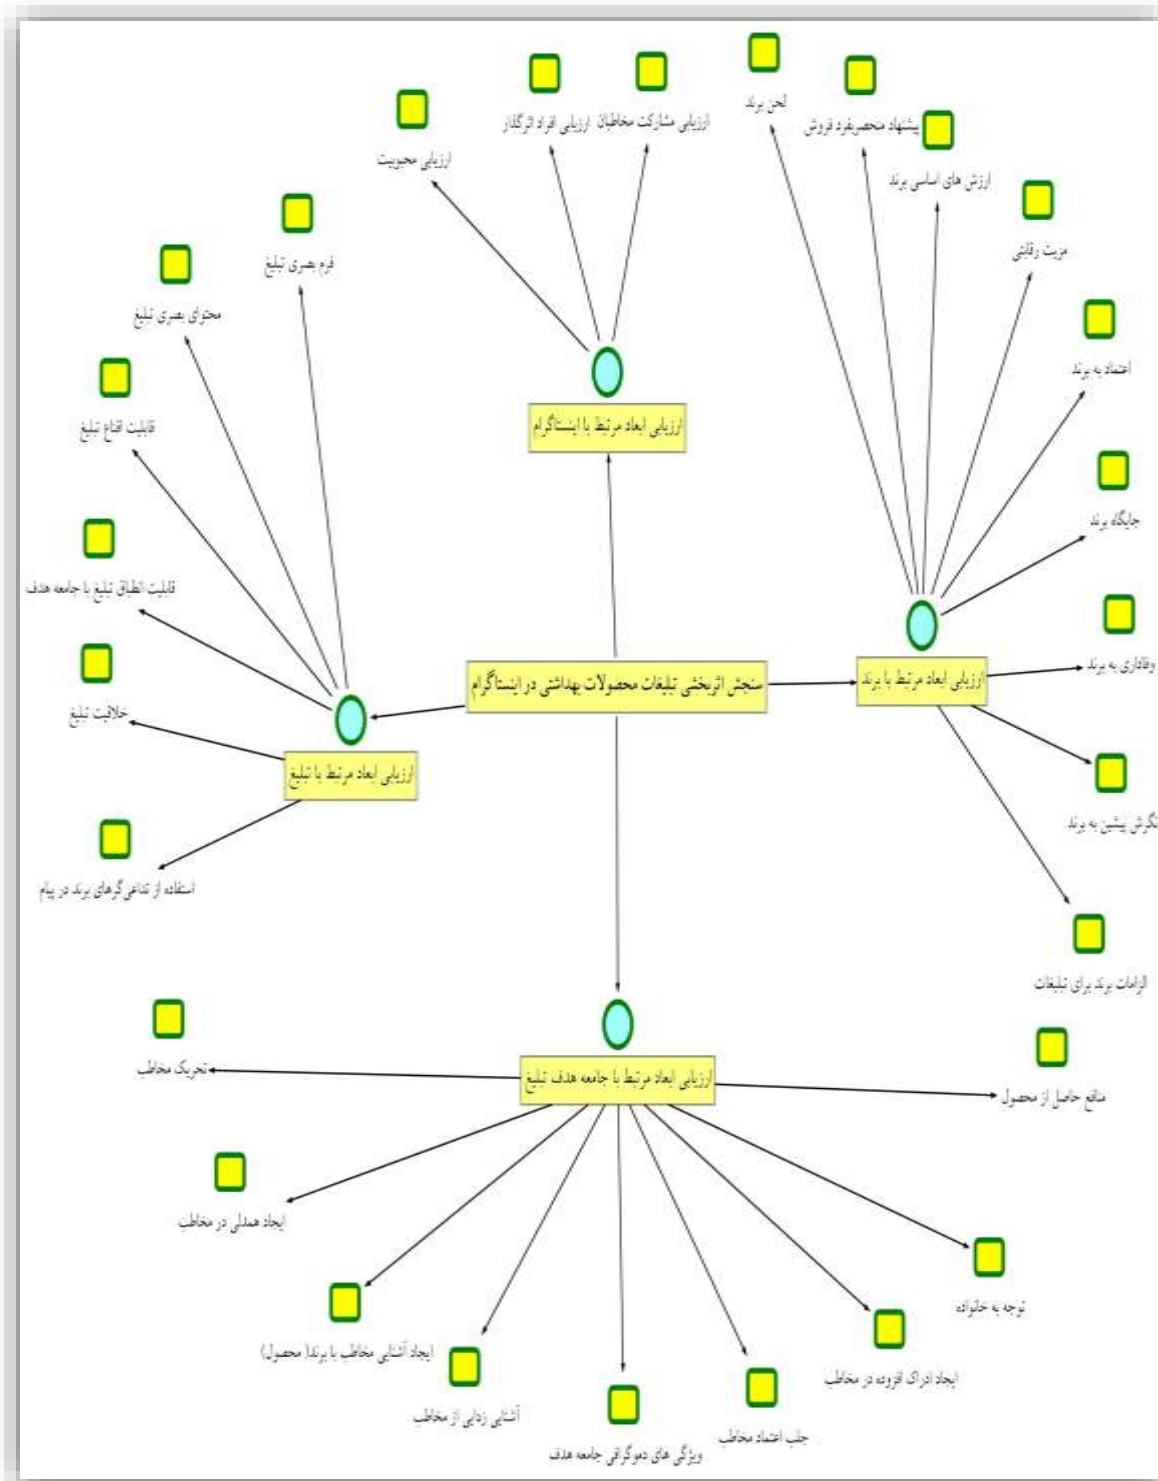 لحن برند
پیشنهاد منحصربفرد فروش
ارزش های اساسی برند
مزیت رقابتی
اعتماد به برند
جایگاه برند
وفاداری به برند
نگرش پیشین به برند
الزامات برند برای تبلیغات
ارزیابی ابعاد مرتبط با برند
ارزیابی مشارکت مخاطبان
ارزیابی افراد اثرگذار
ارزیابی محبوبیت
ارزیابی ابعاد مرتبط با اینستاگرام
سنجش اثربخشی تبلیغات محصولات بهداشتی در اینستاگرام
فرم بصری تبلیغ
محتوای بصری تبلیغ
قابلیت اقناع تبلیغ
قابلیت انطباق تبلیغ با جامعه هدف
خلاقیت تبلیغ
استفاده از تداعی‌گرهای برند در پیام
ارزیابی ابعاد مرتبط با تبلیغ
ارزیابی ابعاد مرتبط با جامعه هدف تبلیغ
منافع حاصل از محصول
توجه به خانواده
ایجاد ادراک افزوده در مخاطب
جلب اعتماد مخاطب
ویژگی های دموگرافی جامعه هدف
آشنایی زدایی از مخاطب
ایجاد آشنایی مخاطب با برند( محصول)
ایجاد همدلی در مخاطب
تحریک مخاطب